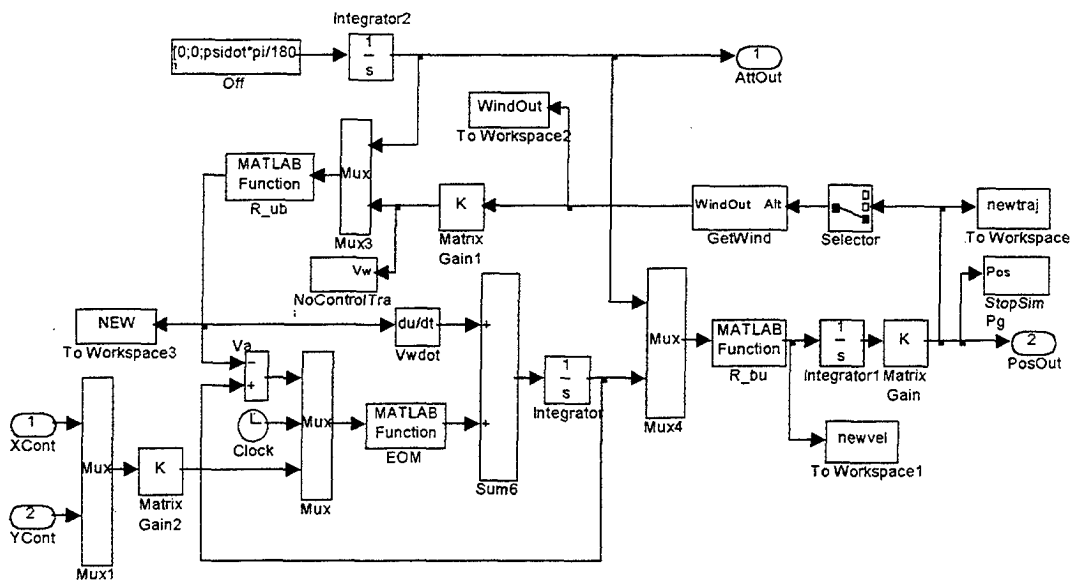 Integrator2
[0;0;psidot*pi/180
]
Off
1
s
1
AttOut
WindOut
To Workspace2
MATLAB
Function
R_ub
Mux
Mux3
K
Matrix
Gain1
WindOut Alt
GetWind
Selector
newtraj
To Workspace
Vw
NoControlTra
Pos
StopSim
Pg
NEW
To Workspace3
du/dt
Vwdot
Va
Mux
Mux4
MATLAB
Function
R_bu
1
s
Integrator1
K
Matrix
Gain
2
PosOut
1
s
Integrator
1
XCont
Clock
Mux
Mux
MATLAB
Function
EOM
Sum6
newvel
To Workspace1
Mux
Mux1
K
Matrix
Gain2
2
YCont